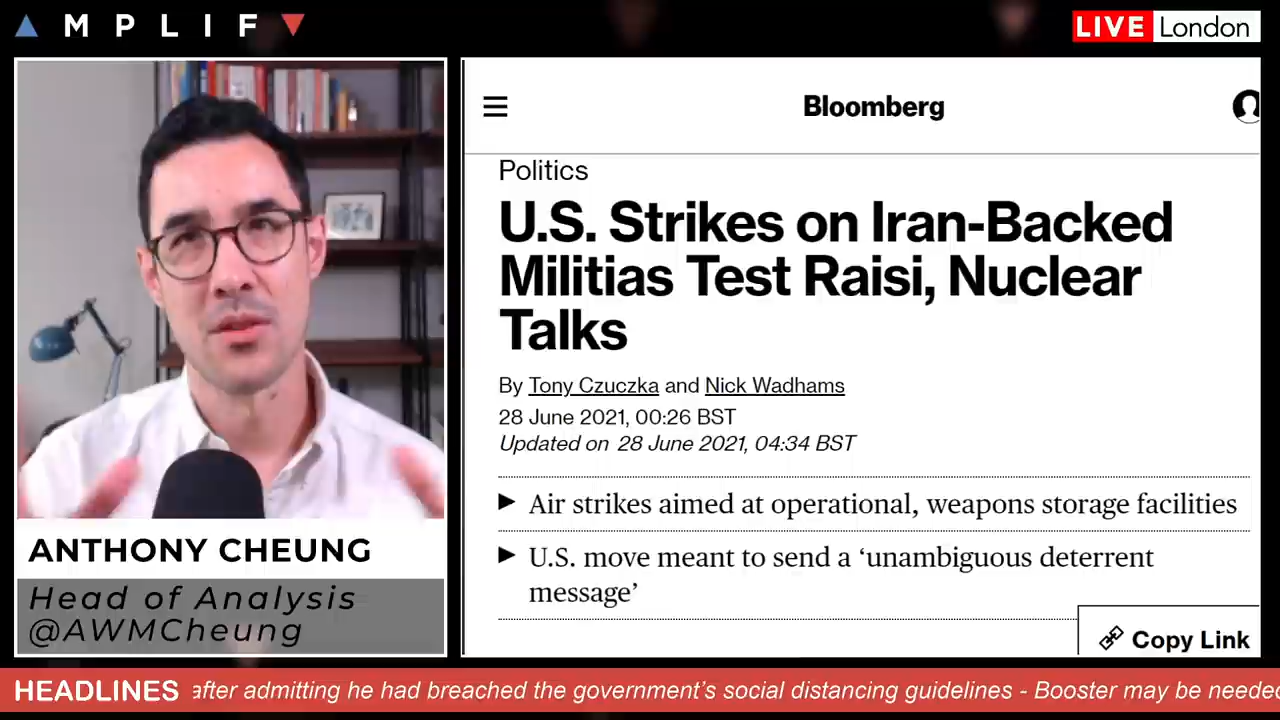 ▲ M P L I F ▼
LIVE London
Bloomberg
Politics
U.S. Strikes on Iran-Backed
Militias Test Raisi, Nuclear
Talks
By Tony Czuczka and Nick Wadhams
28 June 2021, 00:26 BST
Updated on 28 June 2021, 04:34 BST
Air strikes aimed at operational, weapons storage facilities
U.S. move meant to send a ‘unambiguous deterrent
message’
Copy Link
ANTHONY CHEUNG
Head of Analysis
@AWMCheung
HEADLINES after admitting he had breached the government’s social distancing guidelines - Booster may be neede